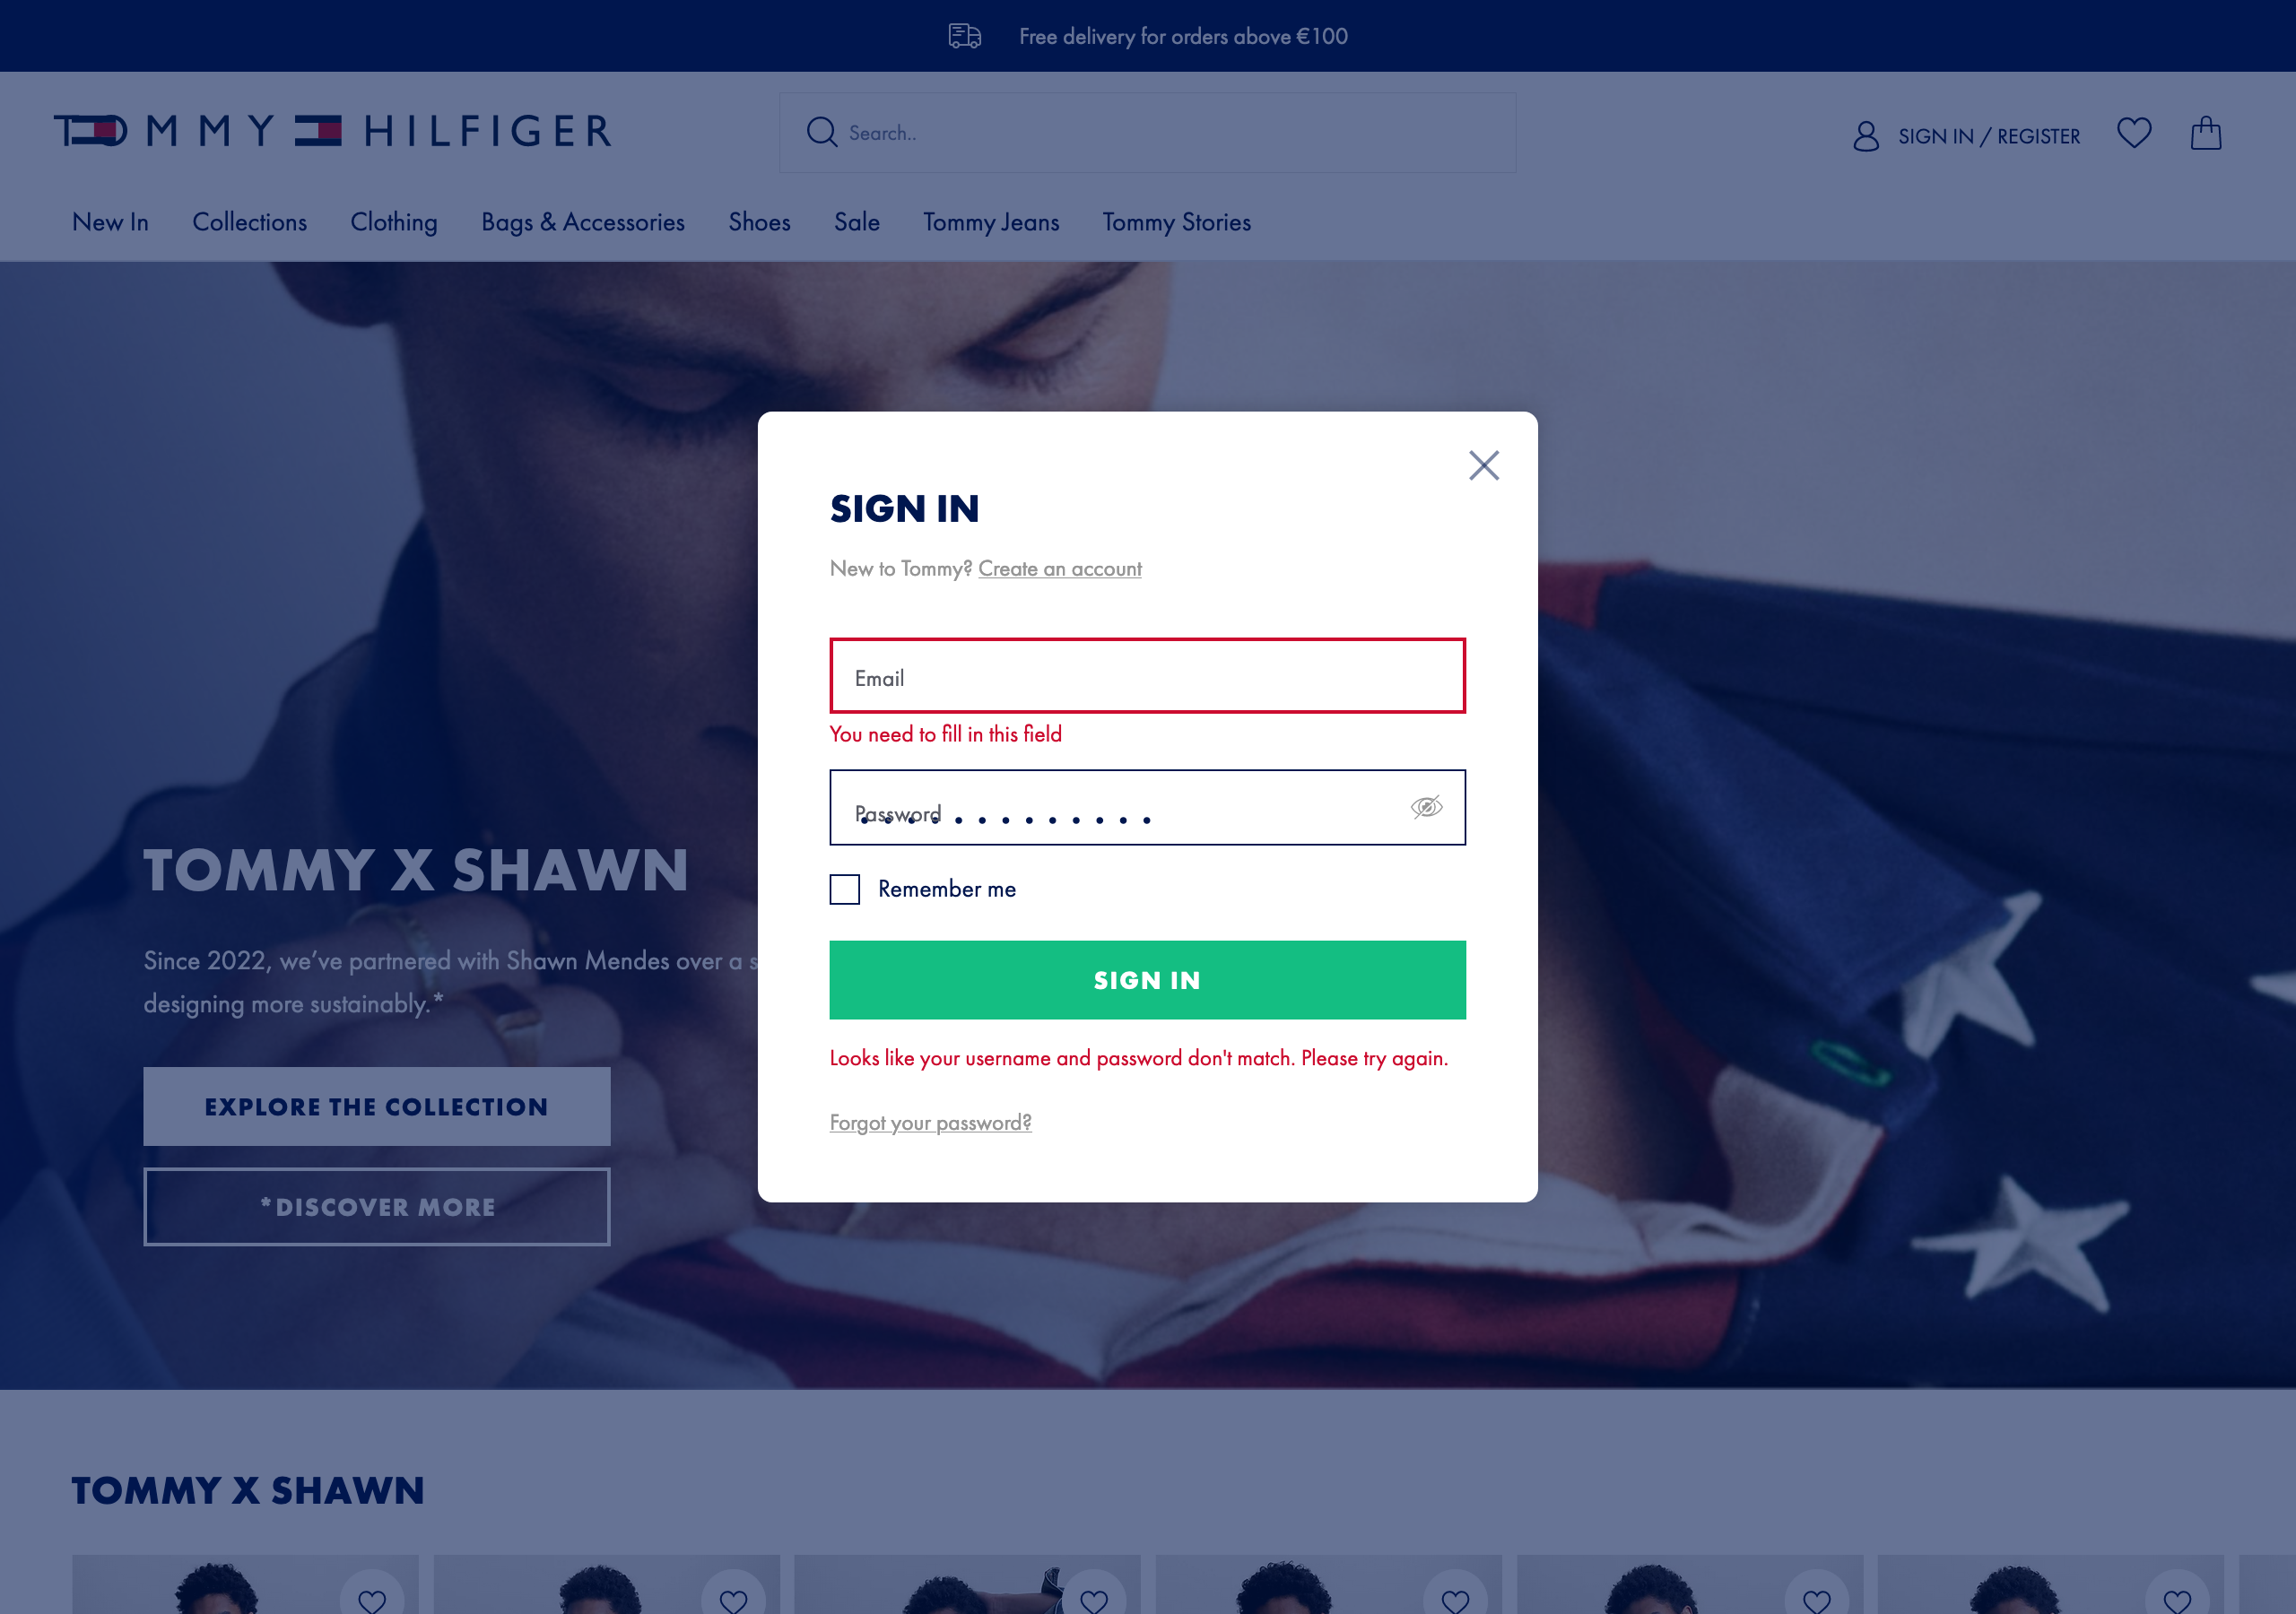 Free delivery for orders above €100
TOMMY HILFIGER
Search..
SIGN IN / REGISTER
New In
Collections
Clothing
Bags & Accessories
Shoes
Sale
Tommy Jeans
Tommy Stories
SIGN IN
New to Tommy? Create an account
Email
You need to fill in this field
Password
Remember me
SIGN IN
Looks like your username and password don't match. Please try again.
Forgot your password?
TOMMY X SHAWN
Since 2022, we’ve partnered with Shawn Mendes over a s
designing more sustainably.*
EXPLORE THE COLLECTION
*DISCOVER MORE
TOMMY X SHAWN